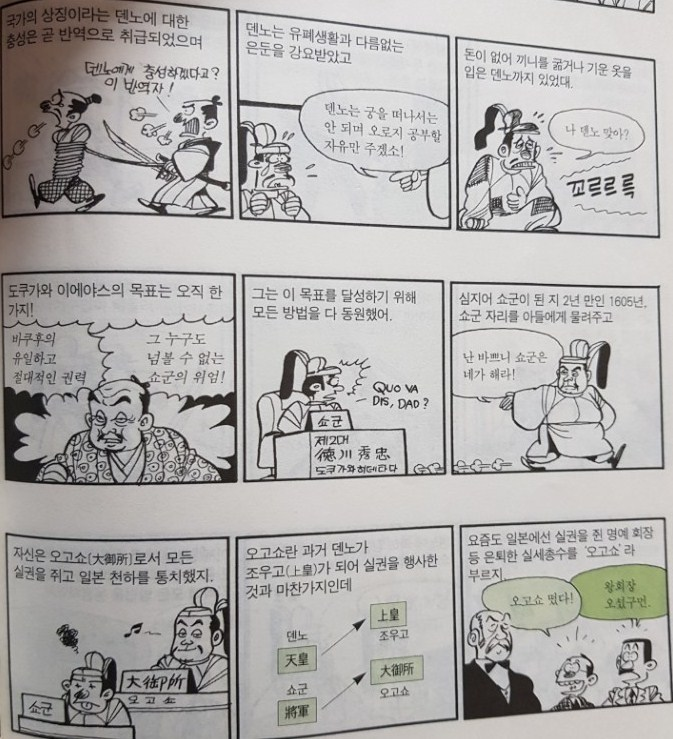 국가의 상징이라는 덴노에 대한
충성은 곧 반역으로 취급되었으며
덴노에게 충성하겠다고?
이 반역자!
덴노는 유폐생활과 다름없는
은둔을 강요받았고
덴노는 궁을 떠나서는
안 되며 오로지 공부할
자유만 주겠소!
돈이 없어 끼니를 굶거나 기운 옷을
입은 덴노까지 있었대.
나 덴노 맞아?
꼬르르륵
도쿠가와 이에야스의 목표는 오직 한
가지!
바쿠후의
유일하고
절대적인 권력
그 누구도
넘볼 수 없는
쇼군의 위엄!
그는 이 목표를 달성하기 위해
모든 방법을 다 동원했어.
QUO VA
DIS, DAD?
쇼군
제2대
德川秀忠
도쿠가와 히데타다
심지어 쇼군이 된 지 2년 만인 1605년,
쇼군 자리를 아들에게 물려주고
난 바쁘니 쇼군은
네가 해라!
자신은 오고쇼(大御所)로서 모든
실권을 쥐고 일본 천하를 통치했지.
大御所
오고쇼
쇼군
오고쇼란 과거 덴노가
조우고(上皇)가 되어 실권을 행사한
것과 마찬가지인데
덴노
天皇
上皇
조우고
쇼군
將軍
大御所
오고쇼
요즘도 일본에선 실권을 쥔 명예 회장
등 은퇴한 실세총수를 '오고쇼'라
부르지.
오고쇼 떴다!
왕회장
오셨구먼.